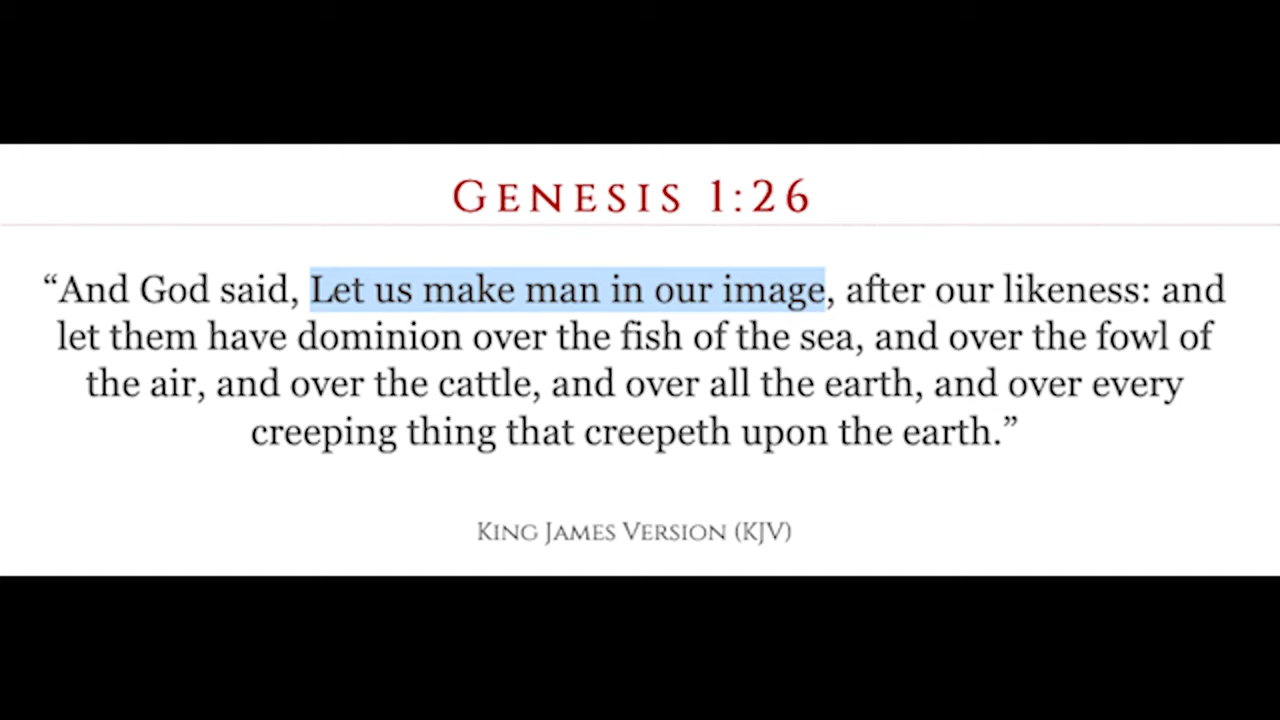 GENESIS 1:26
“And God said, Let us make man in our image, after our likeness: and
let them have dominion over the fish of the sea, and over the fowl of
the air, and over the cattle, and over all the earth, and over every
creeping thing that creepeth upon the earth.”
KING JAMES VERSION (KJV)